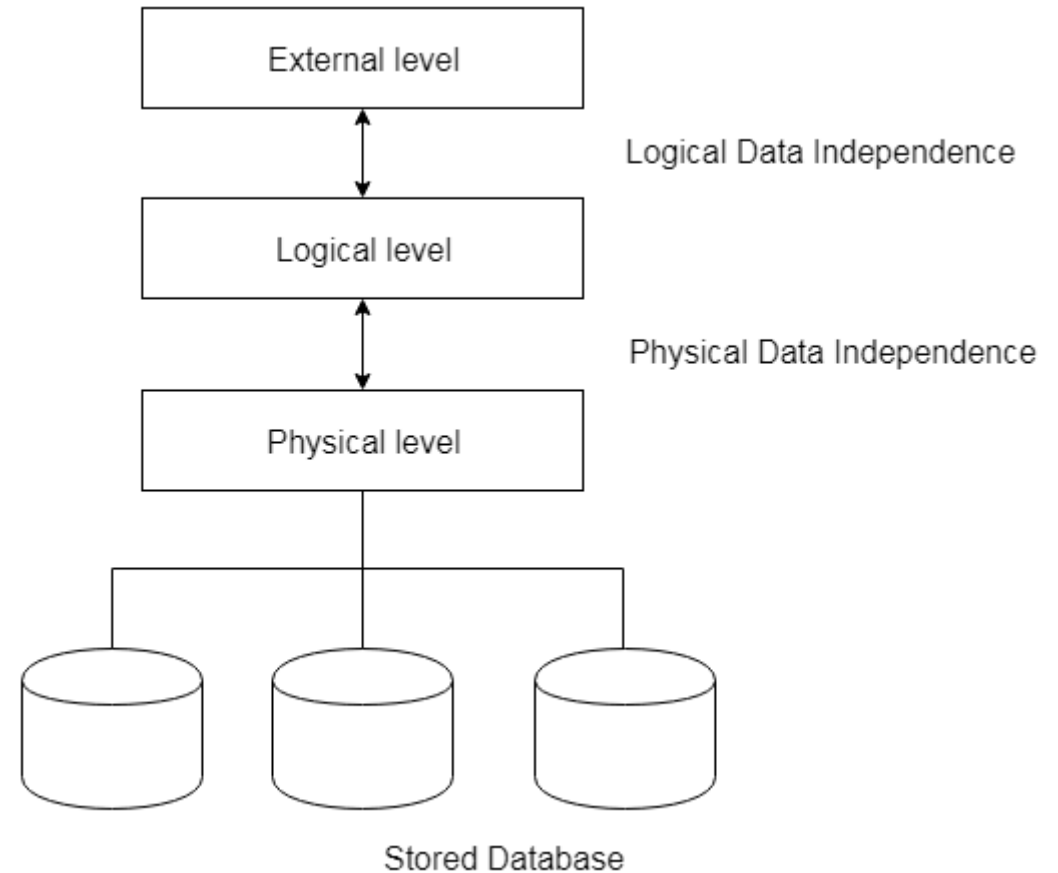 External level
Logical Data Independence
Logical level
Physical Data Independence
Physical level
Stored Database